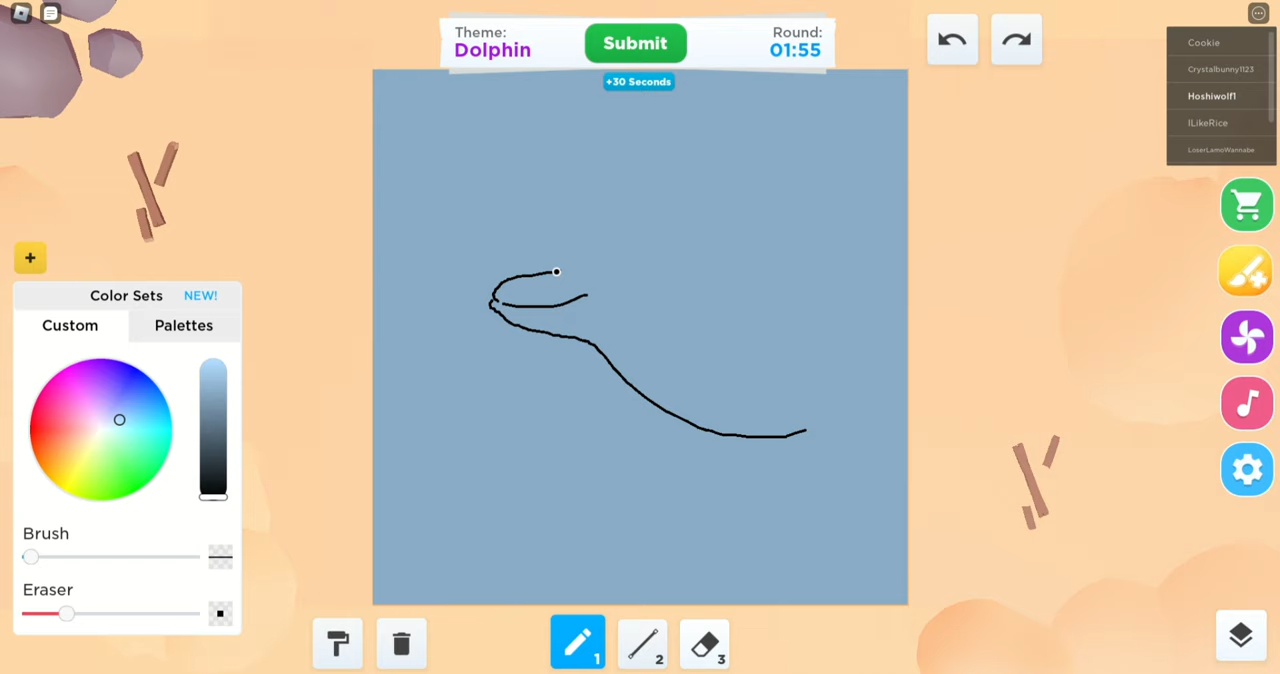 Theme:
Dolphin
Submit
Round:
01:55
+30 Seconds
Cookie
Crystalbunny1123
Hoshiwolf1
ILikeRice
LoserLamoWannabe
+
Color Sets NEW!
Custom Palettes
Brush
Eraser
1
2
3